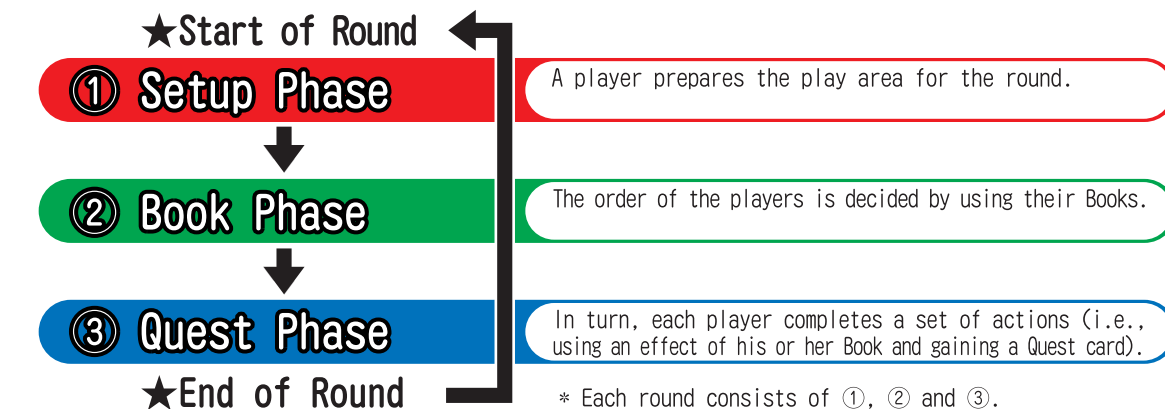 ★Start of Round
① Setup Phase
A player prepares the play area for the round.
② Book Phase
The order of the players is decided by using their Books.
③ Quest Phase
In turn, each player completes a set of actions (i.e.,
using an effect of his or her Book and gaining a Quest card).
★End of Round
* Each round consists of ①, ② and ③.